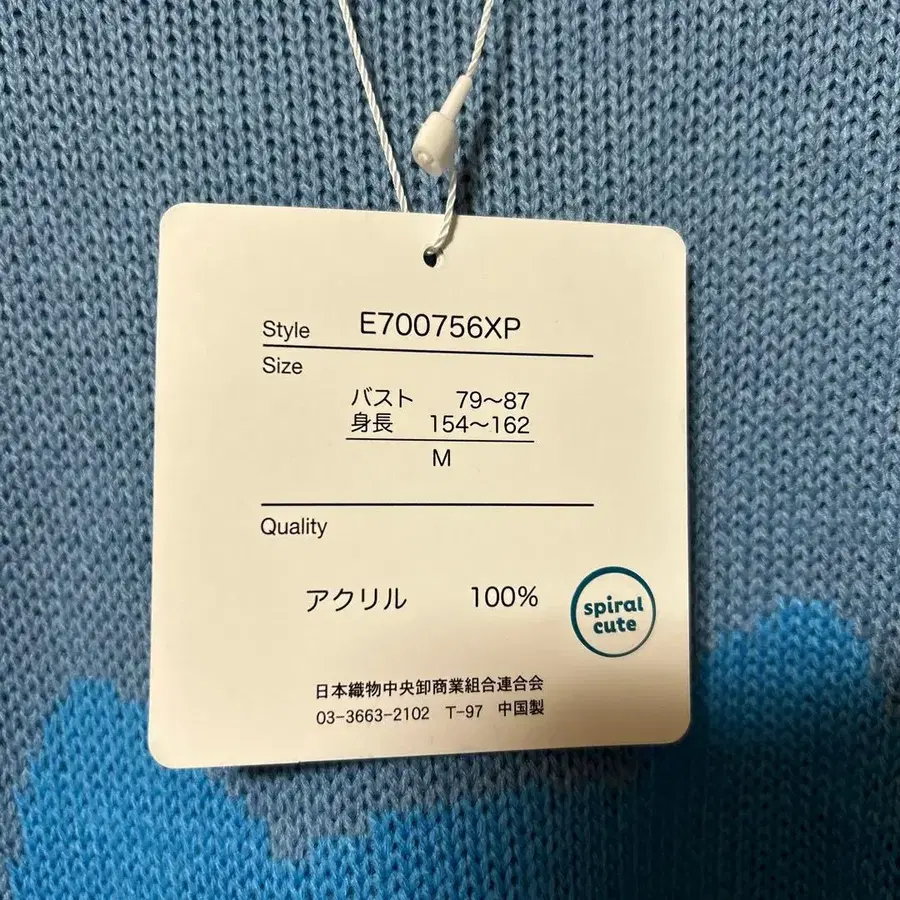 Style E700756XP
Size
バスト 79〜87
身長 154〜162
M
Quality
アクリル 100%
spiral
cute
日本織物中央卸商業組合連合会
03-3663-2102 T-97 中国製